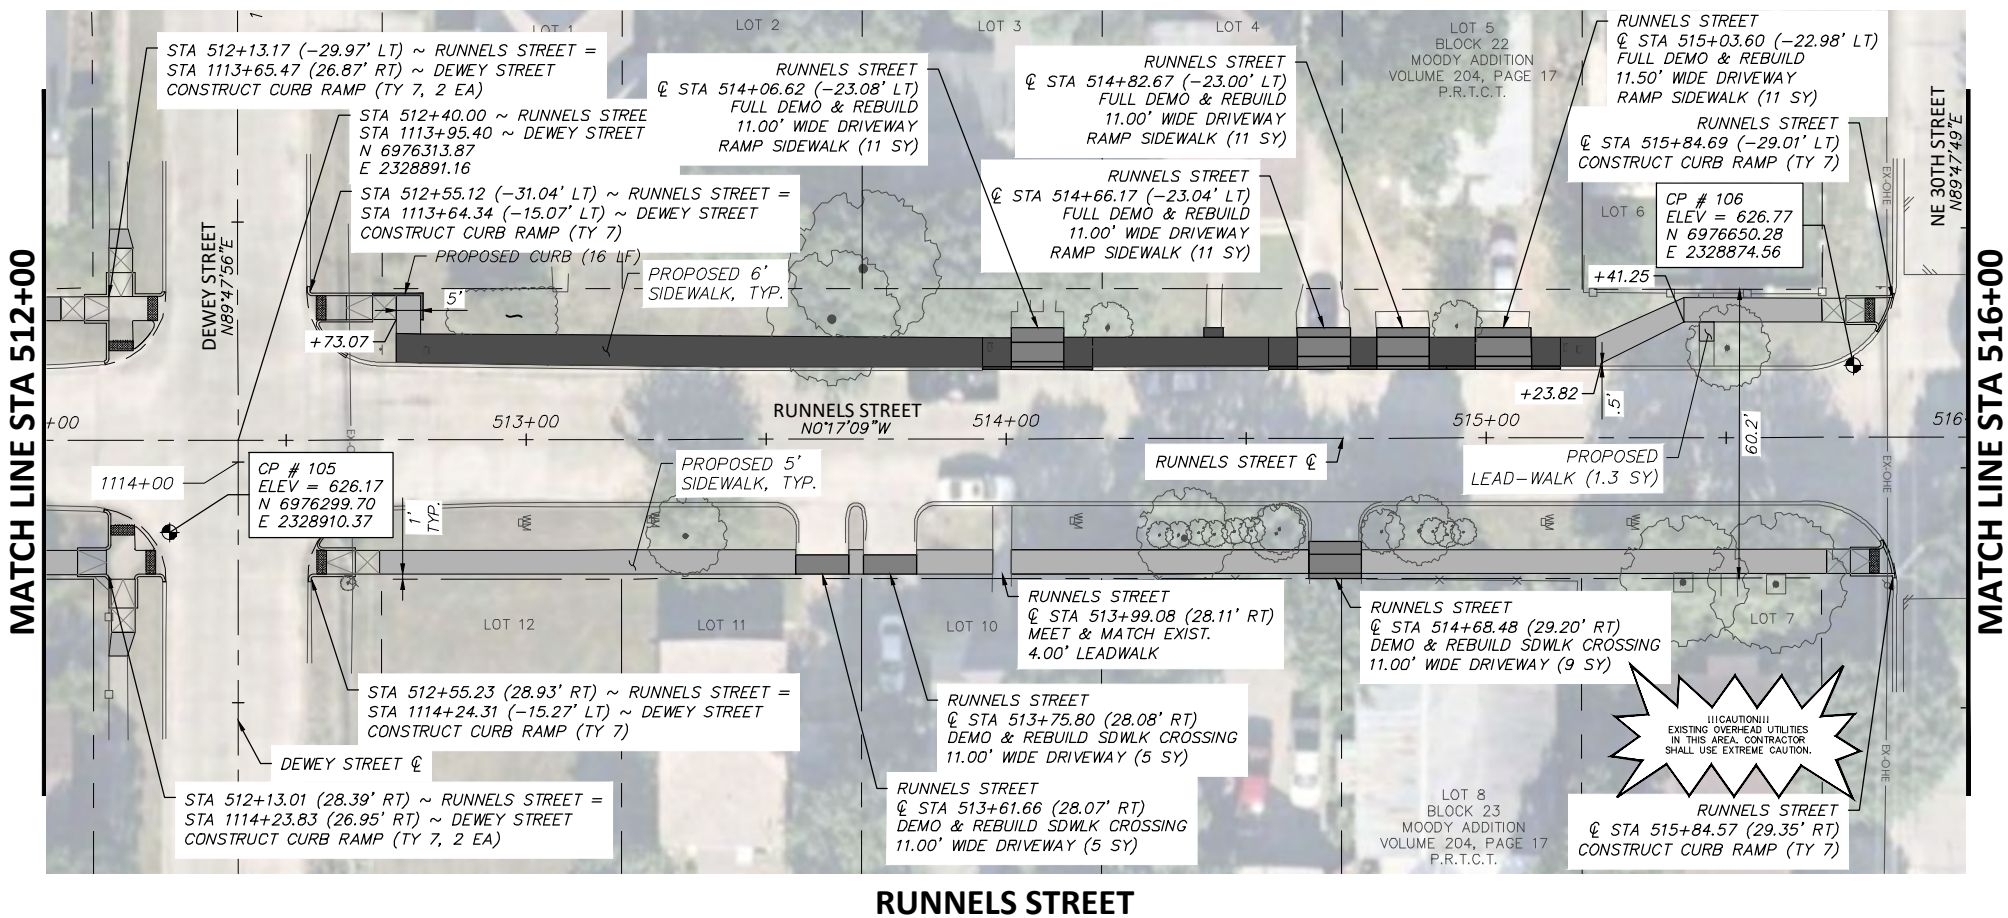 MATCH LINE STA 512+00
MATCH LINE STA 516+00
LOT 1
LOT 2
LOT 3
LOT 4
LOT 5
BLOCK 22
MOODY ADDITION
VOLUME 204, PAGE 17
P.R.T.C.T.
STA 512+13.17 (-29.97' LT) ~ RUNNELS STREET =
STA 1113+65.47 (26.87' RT) ~ DEWEY STREET
CONSTRUCT CURB RAMP (TY 7, 2 EA)
STA 512+40.00 ~ RUNNELS STREE
STA 1113+95.40 ~ DEWEY STREET
N 6976313.87
E 2328891.16
STA 512+55.12 (-31.04' LT) ~ RUNNELS STREET =
STA 1113+64.34 (-15.07' LT) ~ DEWEY STREET
CONSTRUCT CURB RAMP (TY 7)
PROPOSED CURB (16 LF)
RUNNELS STREET
℄ STA 514+06.62 (-23.08' LT)
FULL DEMO & REBUILD
11.00' WIDE DRIVEWAY
RAMP SIDEWALK (11 SY)
RUNNELS STREET
℄ STA 514+82.67 (-23.00' LT)
FULL DEMO & REBUILD
11.00' WIDE DRIVEWAY
RAMP SIDEWALK (11 SY)
RUNNELS STREET
℄ STA 514+66.17 (-23.04' LT)
FULL DEMO & REBUILD
11.00' WIDE DRIVEWAY
RAMP SIDEWALK (11 SY)
RUNNELS STREET
℄ STA 515+03.60 (-22.98' LT)
FULL DEMO & REBUILD
11.50' WIDE DRIVEWAY
RAMP SIDEWALK (11 SY)
RUNNELS STREET
℄ STA 515+84.69 (-29.01' LT)
CONSTRUCT CURB RAMP (TY 7)
NE 30TH STREET
N89°47'49"E
EX-OHE
LOT 6
CP # 106
ELEV = 626.77
N 6976650.28
E 2328874.56
DEWEY STREET
N89°47'56"E
PROPOSED 6'
SIDEWALK, TYP.
5'
+73.07
+41.25
+23.82
.5'
60.2'
+00
513+00
RUNNELS STREET
N0°17'09"W
514+00
515+00
516
1114+00
CP # 105
ELEV = 626.17
N 6976299.70
E 2328910.37
1'
TYP.
PROPOSED 5'
SIDEWALK, TYP.
RUNNELS STREET ℄
PROPOSED
LEAD-WALK (1.3 SY)
EX-OHE
WM
WM
WM
WM
WM
LOT 12
LOT 11
LOT 10
LOT 7
RUNNELS STREET
℄ STA 513+99.08 (28.11' RT)
MEET & MATCH EXIST.
4.00' LEADWALK
RUNNELS STREET
℄ STA 514+68.48 (29.20' RT)
DEMO & REBUILD SDWLK CROSSING
11.00' WIDE DRIVEWAY (9 SY)
STA 512+55.23 (28.93' RT) ~ RUNNELS STREET =
STA 1114+24.31 (-15.27' LT) ~ DEWEY STREET
CONSTRUCT CURB RAMP (TY 7)
RUNNELS STREET
℄ STA 513+75.80 (28.08' RT)
DEMO & REBUILD SDWLK CROSSING
11.00' WIDE DRIVEWAY (5 SY)
!!!CAUTION!!!
EXISTING OVERHEAD UTILITIES
IN THIS AREA. CONTRACTOR
SHALL USE EXTREME CAUTION.
EX-OHE
DEWEY STREET ℄
STA 512+13.01 (28.39' RT) ~ RUNNELS STREET =
STA 1114+23.83 (26.95' RT) ~ DEWEY STREET
CONSTRUCT CURB RAMP (TY 7, 2 EA)
RUNNELS STREET
℄ STA 513+61.66 (28.07' RT)
DEMO & REBUILD SDWLK CROSSING
11.00' WIDE DRIVEWAY (5 SY)
LOT 8
BLOCK 23
MOODY ADDITION
VOLUME 204, PAGE 17
P.R.T.C.T.
RUNNELS STREET
℄ STA 515+84.57 (29.35' RT)
CONSTRUCT CURB RAMP (TY 7)
RUNNELS STREET